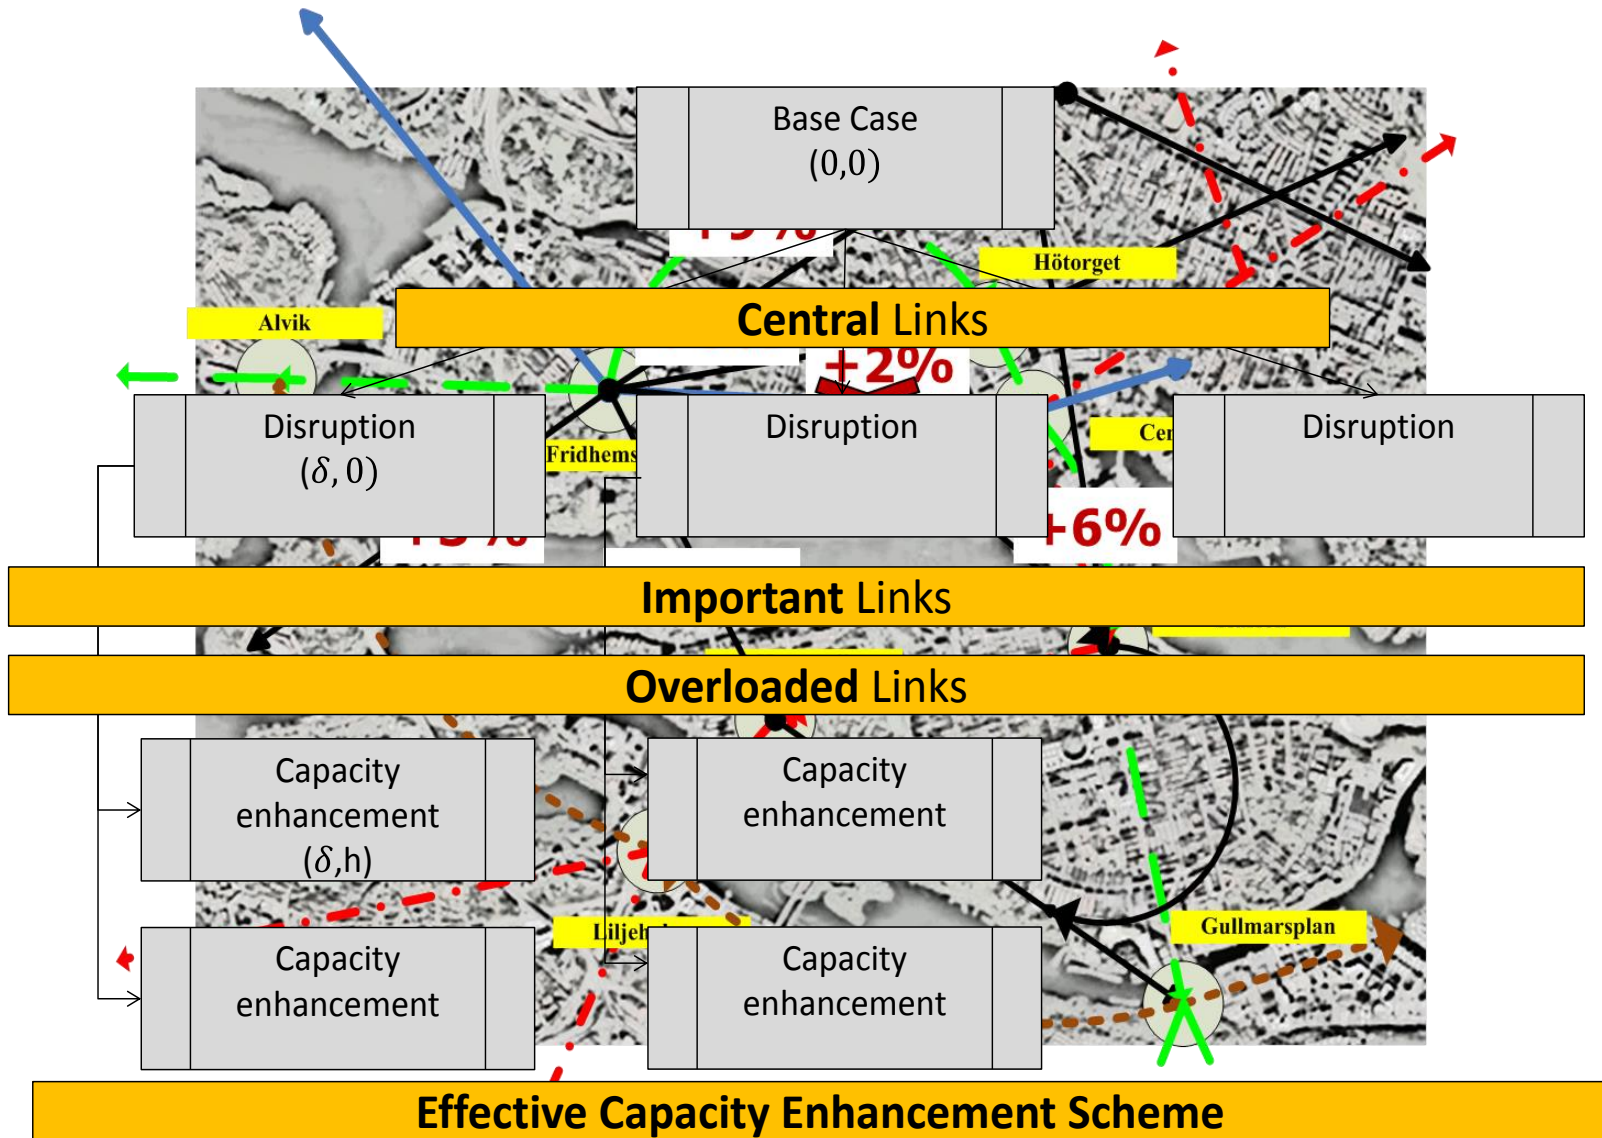 Base Case
(0,0)
Hötorget
Central Links
Alvik
+2%
Disruption
(δ, 0)
Disruption
Disruption
+6%
Important Links
Overloaded Links
Capacity
enhancement
(δ,h)
Capacity
enhancement
Gullmarsplan
Capacity
enhancement
Capacity
enhancement
Effective Capacity Enhancement Scheme